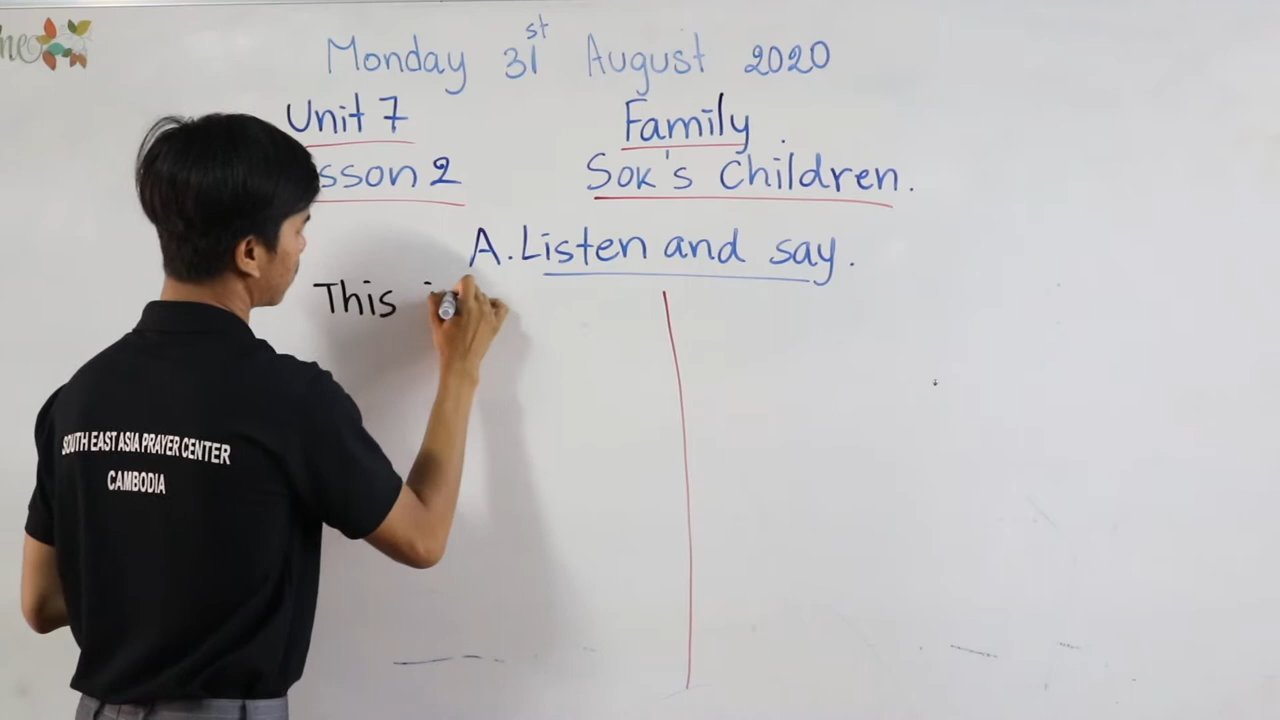 Monday 31st August 2020
Unit 7 Family
sson 2 Sok's Children.
A. Listen and say.
This
SOUTH EAST ASIA PRAYER CENTER
CAMBODIA